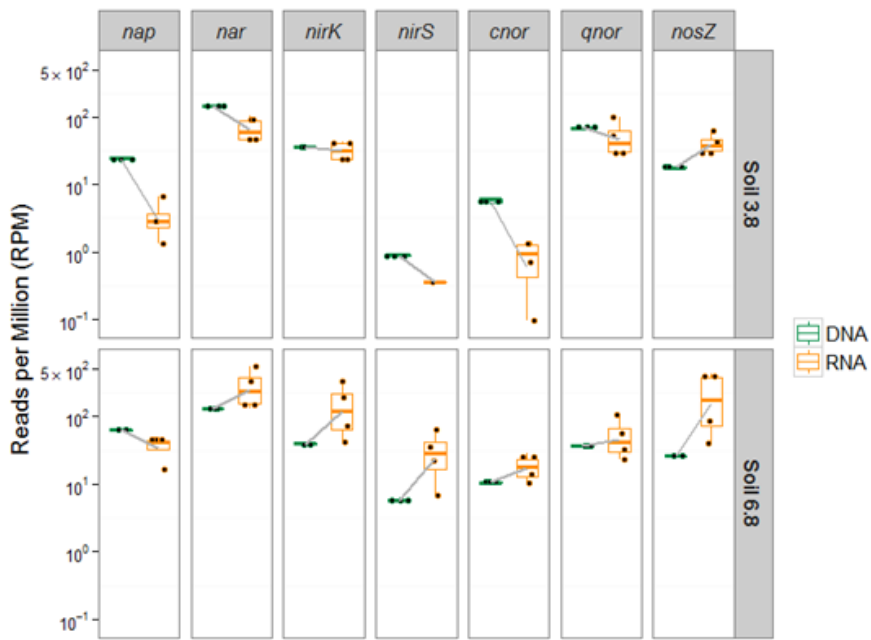 nap nar nirK nirS cnor qnor nosZ
5 × 10²
10²
10¹
10⁰
10⁻¹
Soil 3.8
Reads per Million (RPM)
DNA
RNA
5 × 10²
10²
10¹
10⁰
10⁻¹
Soil 6.8